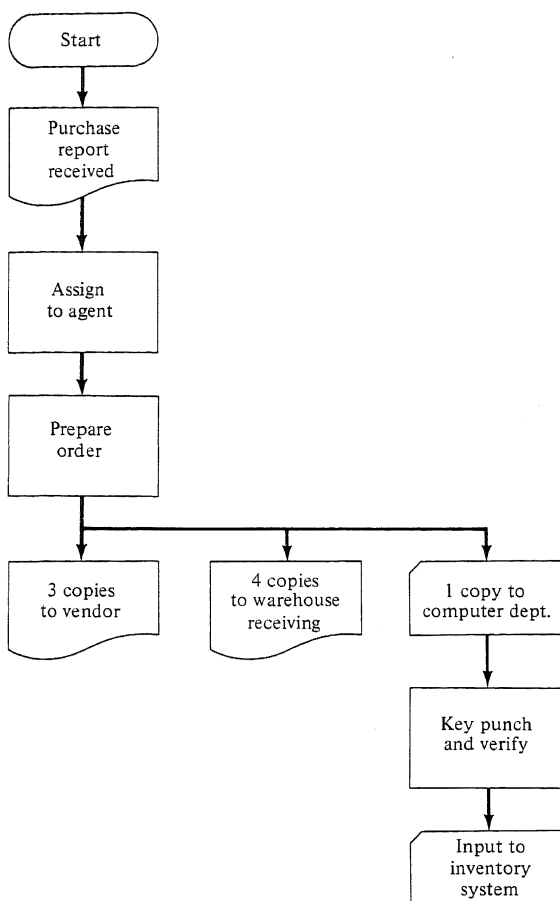 Start
Purchase
report
received
Assign
to agent
Prepare
order
3 copies
to vendor
4 copies
to warehouse
receiving
1 copy to
computer dept.
Key punch
and verify
Input to
inventory
system